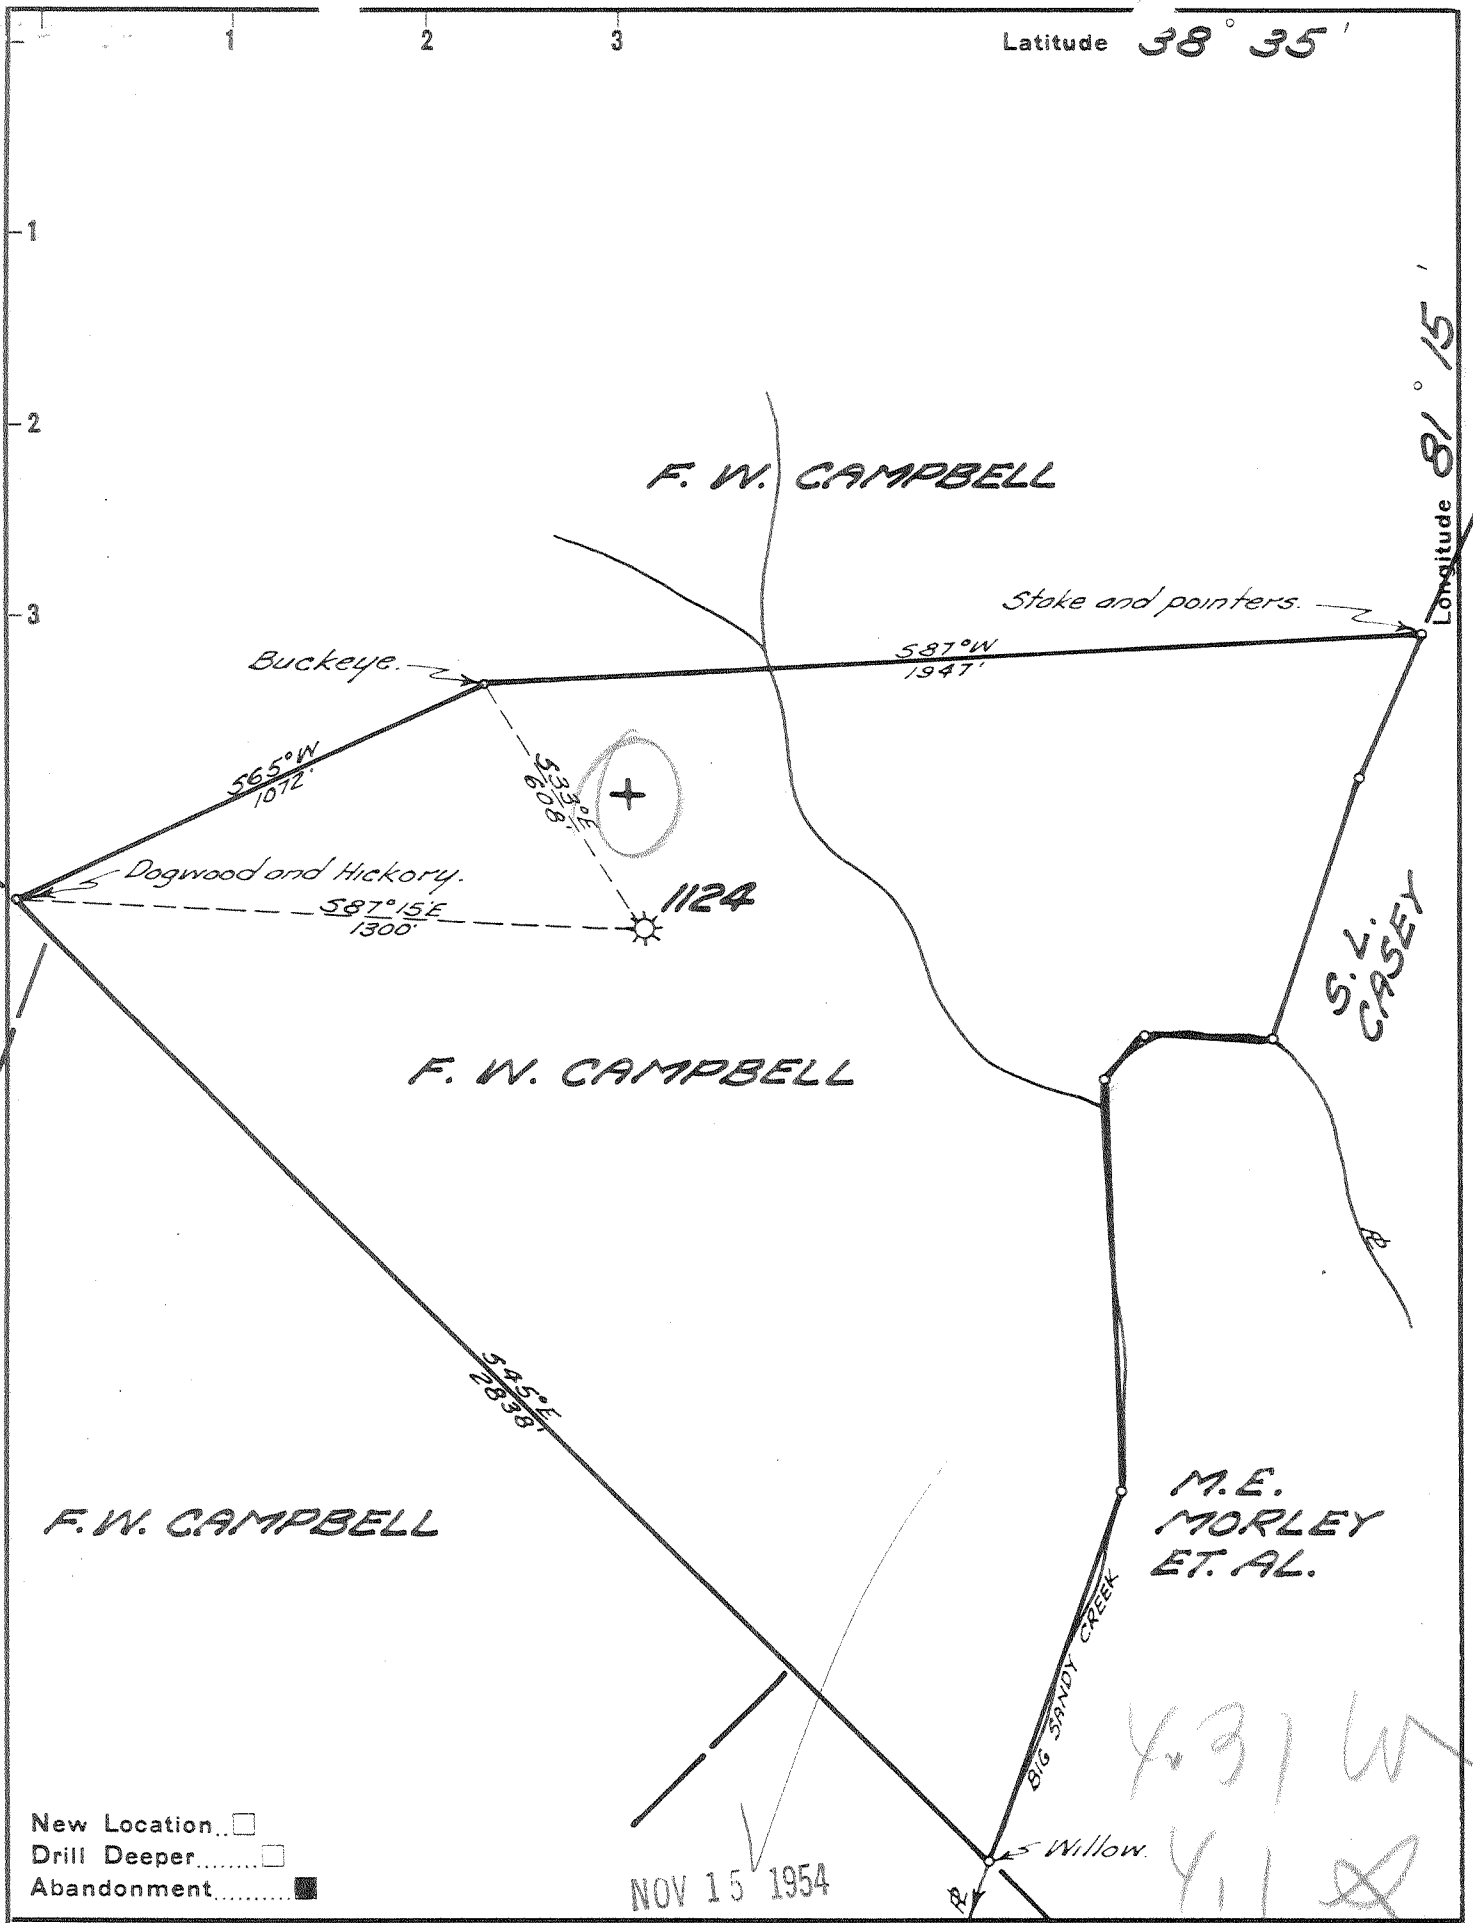 1 2 3 Latitude 38° 35'
1
2
3
Longitude 81° 15'
F. W. CAMPBELL
Stake and pointers.
S87°W
1947'
Buckeye.
S65°W
1072'
S33°E
608'
Dogwood and Hickory.
S87°15'E
1300'
1124
S. L.
CASEY
F. W. CAMPBELL
S45°E
2838'
F. W. CAMPBELL
M.E.
MORLEY
ET. AL.
BIG SANDY CREEK
Willow.
New Location..
Drill Deeper........
Abandonment..........
NOV 15 1954